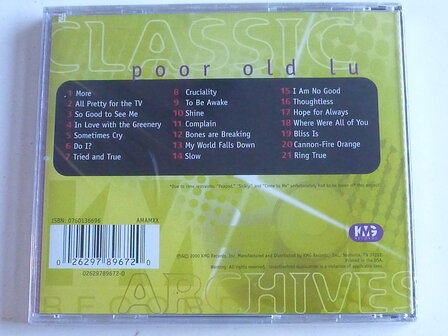 CLASSIC
poor old lu
1 More
2 All Pretty for the TV
3 So Good to See Me
4 In Love with the Greenery
5 Sometimes Cry
6 Do I?
7 Tried and True
8 Cruciality
9 To Be Awake
10 Shine
11 Complain
12 Bones are Breaking
13 My World Falls Down
14 Slow
15 I Am No Good
16 Thoughtless
17 Hope for Always
18 Where Were All of You
19 Bliss Is
20 Cannon-Fire Orange
21 Ring True
ISBN: 0760136696
AMAMXX
0 26297 89672 0
02629789672-0
KMG
RECORDS
ARCHIVES